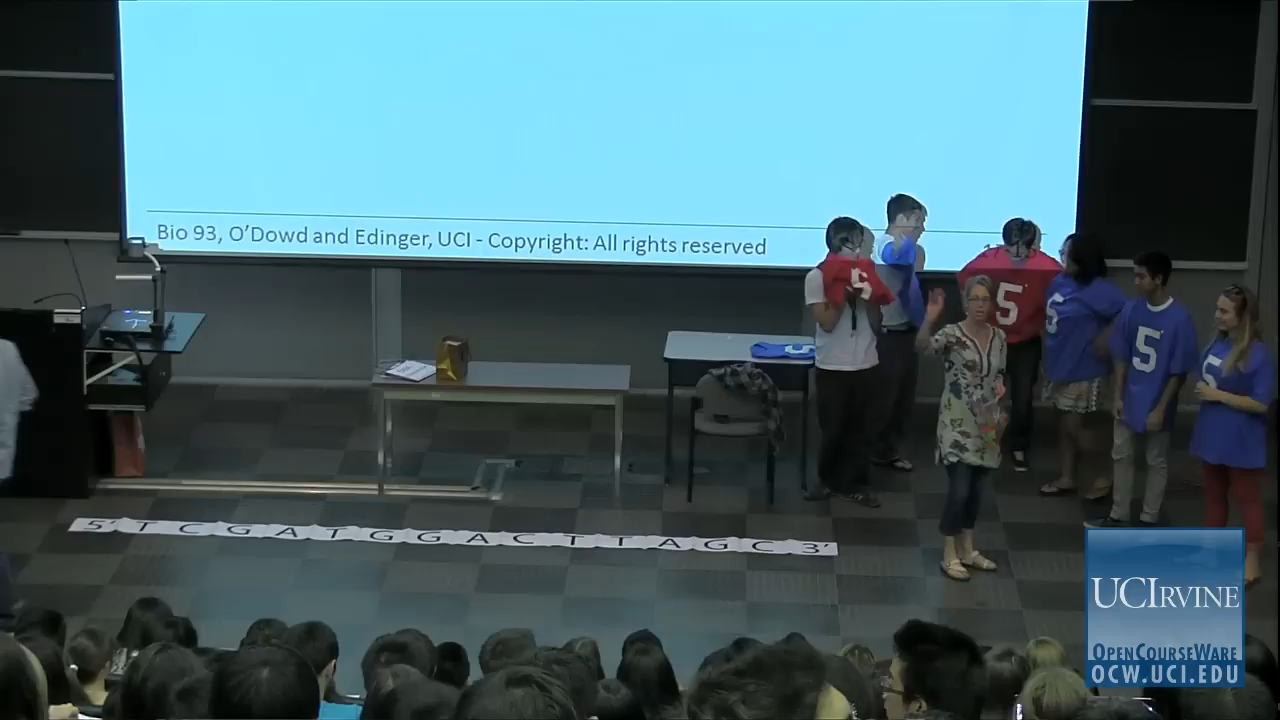 Bio 93, O'Dowd and Edinger, UCI - Copyright: All rights reserved
5
5
5
5
5
5' T C G A T G G A C T T A G C 3'
UCIRVINE
OPENCOURSEWARE
OCW.UCI.EDU